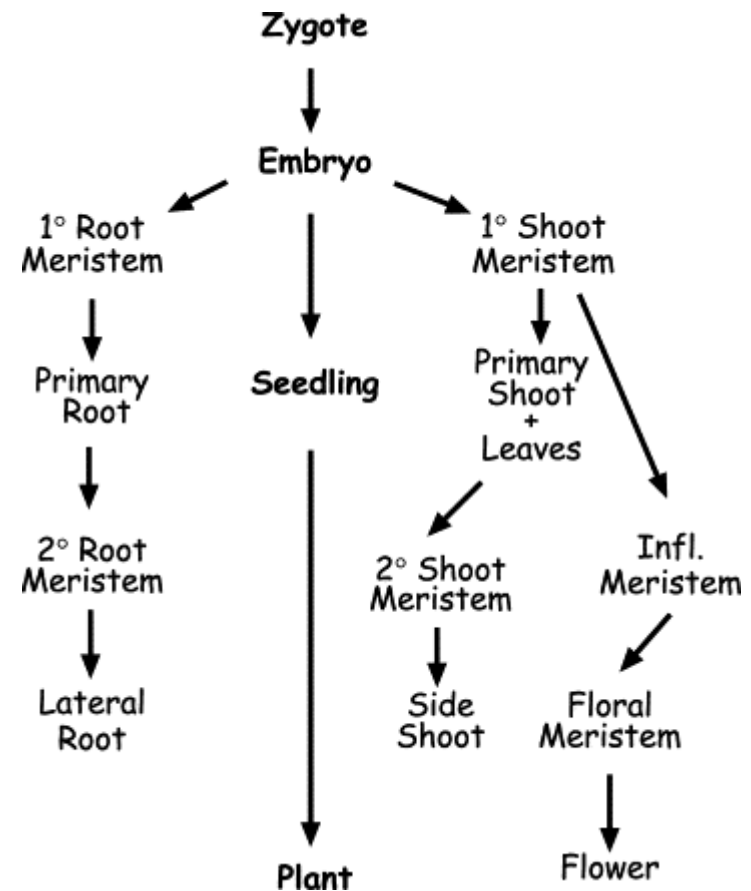 Zygote
Embryo
1° Root
Meristem
1° Shoot
Meristem
Primary
Root
Seedling
Primary
Shoot
+
Leaves
2° Root
Meristem
2° Shoot
Meristem
Infl.
Meristem
Lateral
Root
Side
Shoot
Floral
Meristem
Plant
Flower